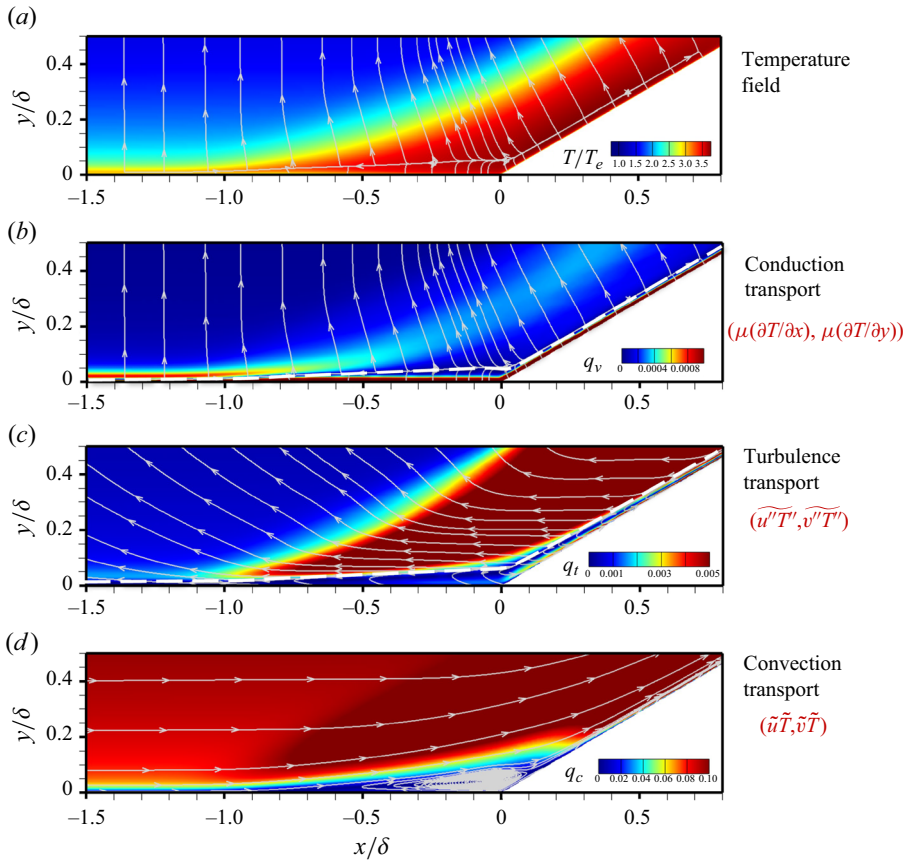 (a)
y/δ
0.4
0.2
0
–1.5
–1.0
–0.5
0
0.5
T/T_e
1.0 1.5 2.0 2.5 3.0 3.5
Temperature
field
(b)
y/δ
0.4
0.2
0
–1.5
–1.0
–0.5
0
0.5
q_v
0 0.0004 0.0008
Conduction
transport
(μ(∂T/∂x), μ(∂T/∂y))
(c)
y/δ
0.4
0.2
0
–1.5
–1.0
–0.5
0
0.5
q_t
0 0.001 0.003 0.005
Turbulence
transport
(\widetilde{u″T″},\widetilde{v″T″})
(d)
y/δ
0.4
0.2
0
–1.5
–1.0
–0.5
0
0.5
q_c
0 0.02 0.04 0.06 0.08 0.10
Convection
transport
(ũT̃,ṽT̃)
x/δ